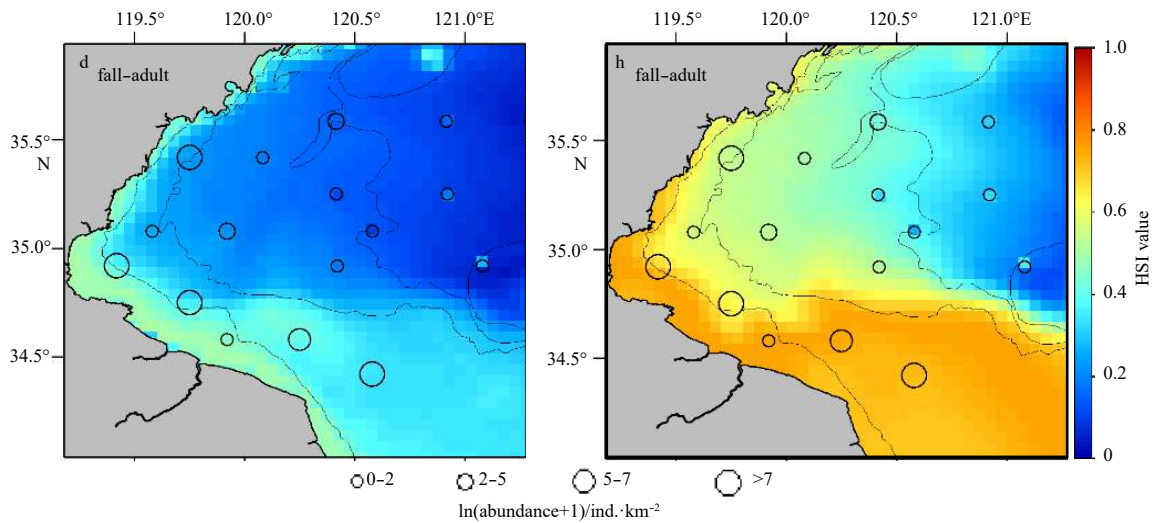 119.5° 120.0° 120.5° 121.0°E 119.5° 120.0° 120.5° 121.0°E
d fall−adult h fall−adult
1.0
0.8
0.6
0.4
0.2
0
HSI value
35.5°
N
35.0°
34.5°
35.5°
N
35.0°
34.5°
0−2 2−5 5−7 >7
ln(abundance+1)/ind.·km⁻²